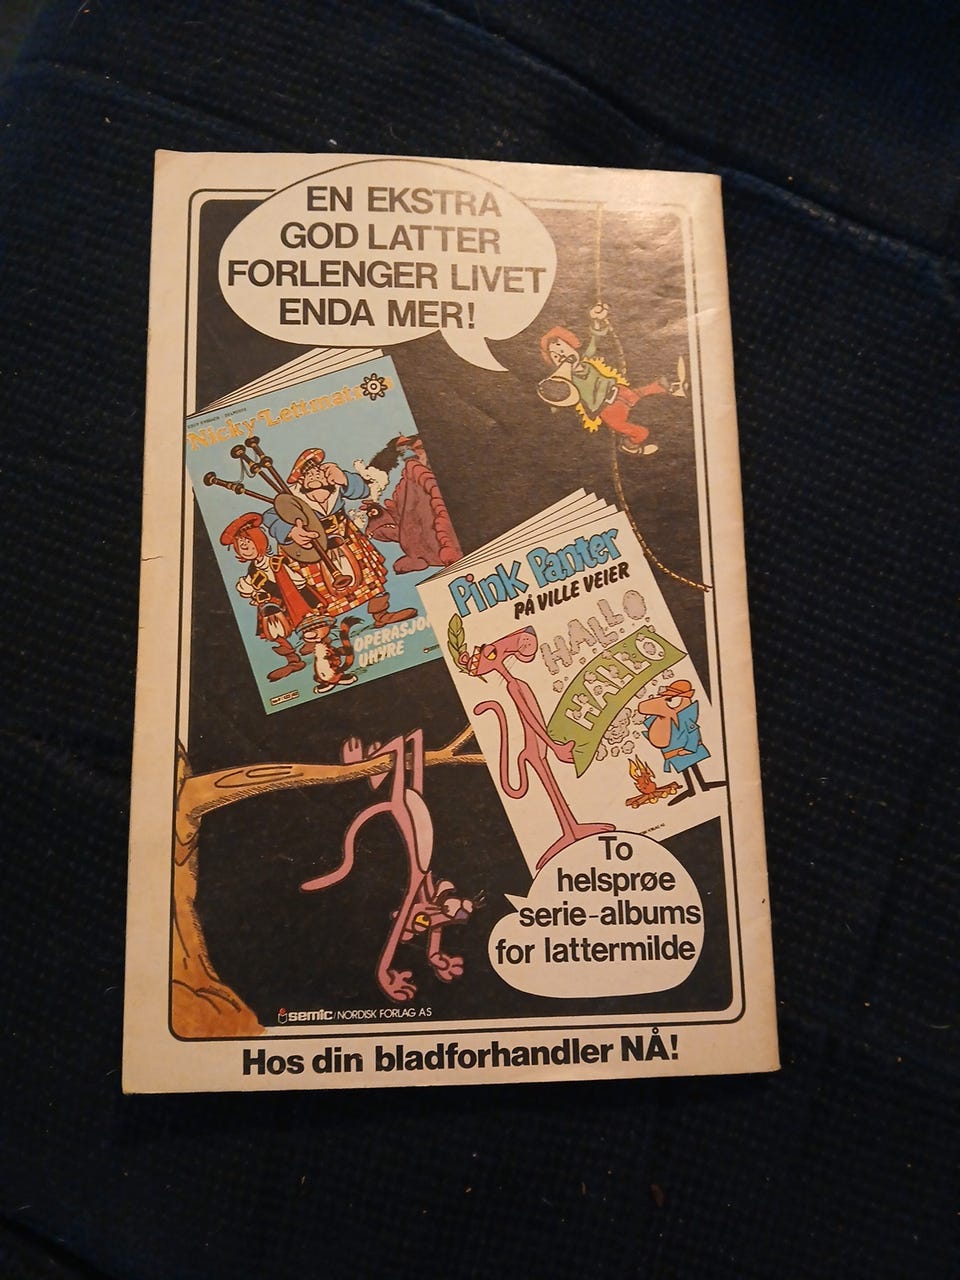 EN EKSTRA
GOD LATTER
FORLENGER LIVET
ENDA MER!
Nicky Lettmatros
OPERASJON
UHYRE
Pink Panter
PÅ VILLE VEIER
HALLO
HALLO
To
helsprøe
serie-albums
for lattermilde
semic/NORDISK FORLAG AS
Hos din bladforhandler NÅ!